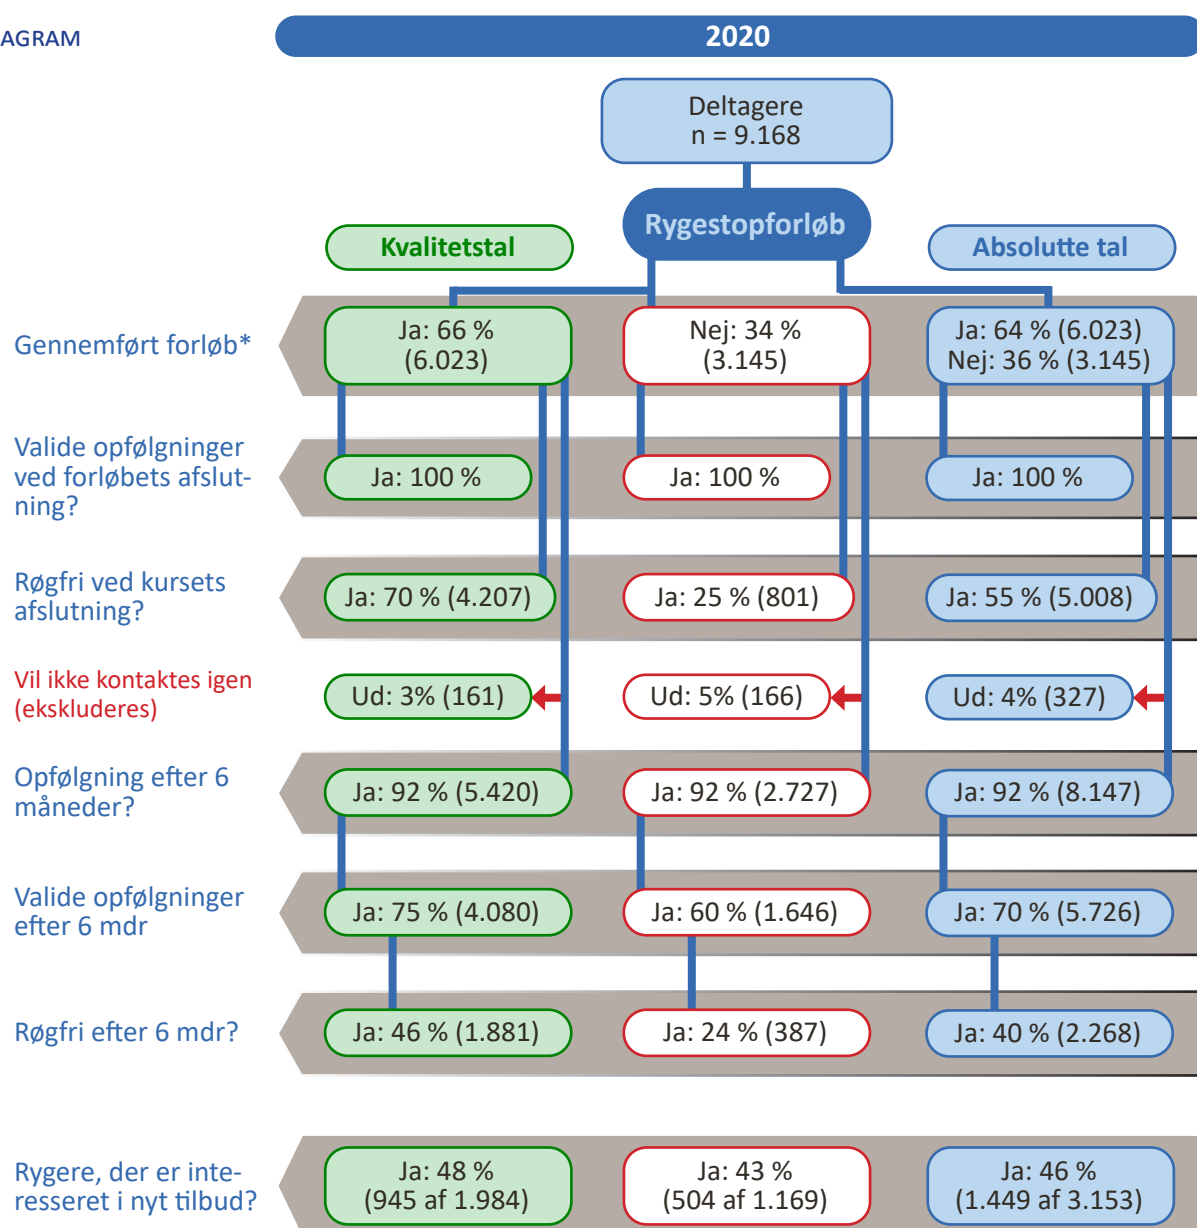 AGRAM
2020
Deltagere
n = 9.168
Rygestopforløb
Kvalitetstal
Absolutte tal
Gennemført forløb*
Ja: 66 %
(6.023)
Nej: 34 %
(3.145)
Ja: 64 % (6.023)
Nej: 36 % (3.145)
Valide opfølgninger
ved forløbets afslut-
ning?
Ja: 100 %
Ja: 100 %
Ja: 100 %
Røgfri ved kursets
afslutning?
Ja: 70 % (4.207)
Ja: 25 % (801)
Ja: 55 % (5.008)
Vil ikke kontaktes igen
(ekskluderes)
Ud: 3% (161)
Ud: 5% (166)
Ud: 4% (327)
Opfølgning efter 6
måneder?
Ja: 92 % (5.420)
Ja: 92 % (2.727)
Ja: 92 % (8.147)
Valide opfølgninger
efter 6 mdr
Ja: 75 % (4.080)
Ja: 60 % (1.646)
Ja: 70 % (5.726)
Røgfri efter 6 mdr?
Ja: 46 % (1.881)
Ja: 24 % (387)
Ja: 40 % (2.268)
Rygere, der er inte-
resseret i nyt tilbud?
Ja: 48 %
(945 af 1.984)
Ja: 43 %
(504 af 1.169)
Ja: 46 %
(1.449 af 3.153)